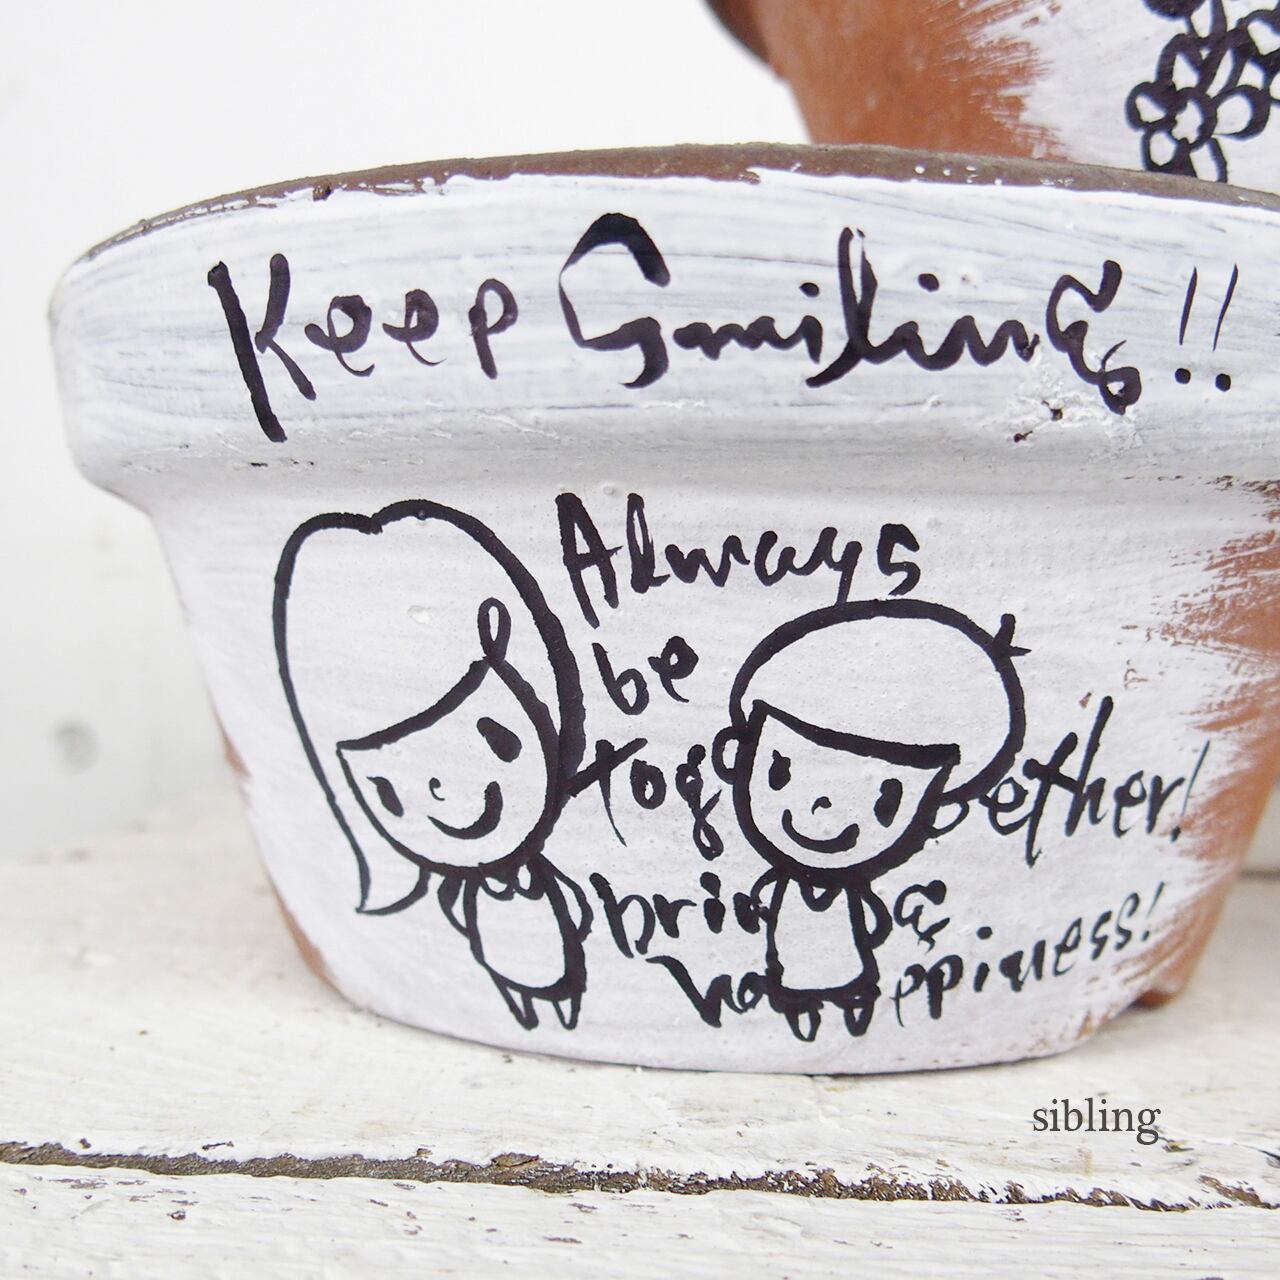 Keep Smiling!!
Always
be
together!
bring
happiness!
sibling